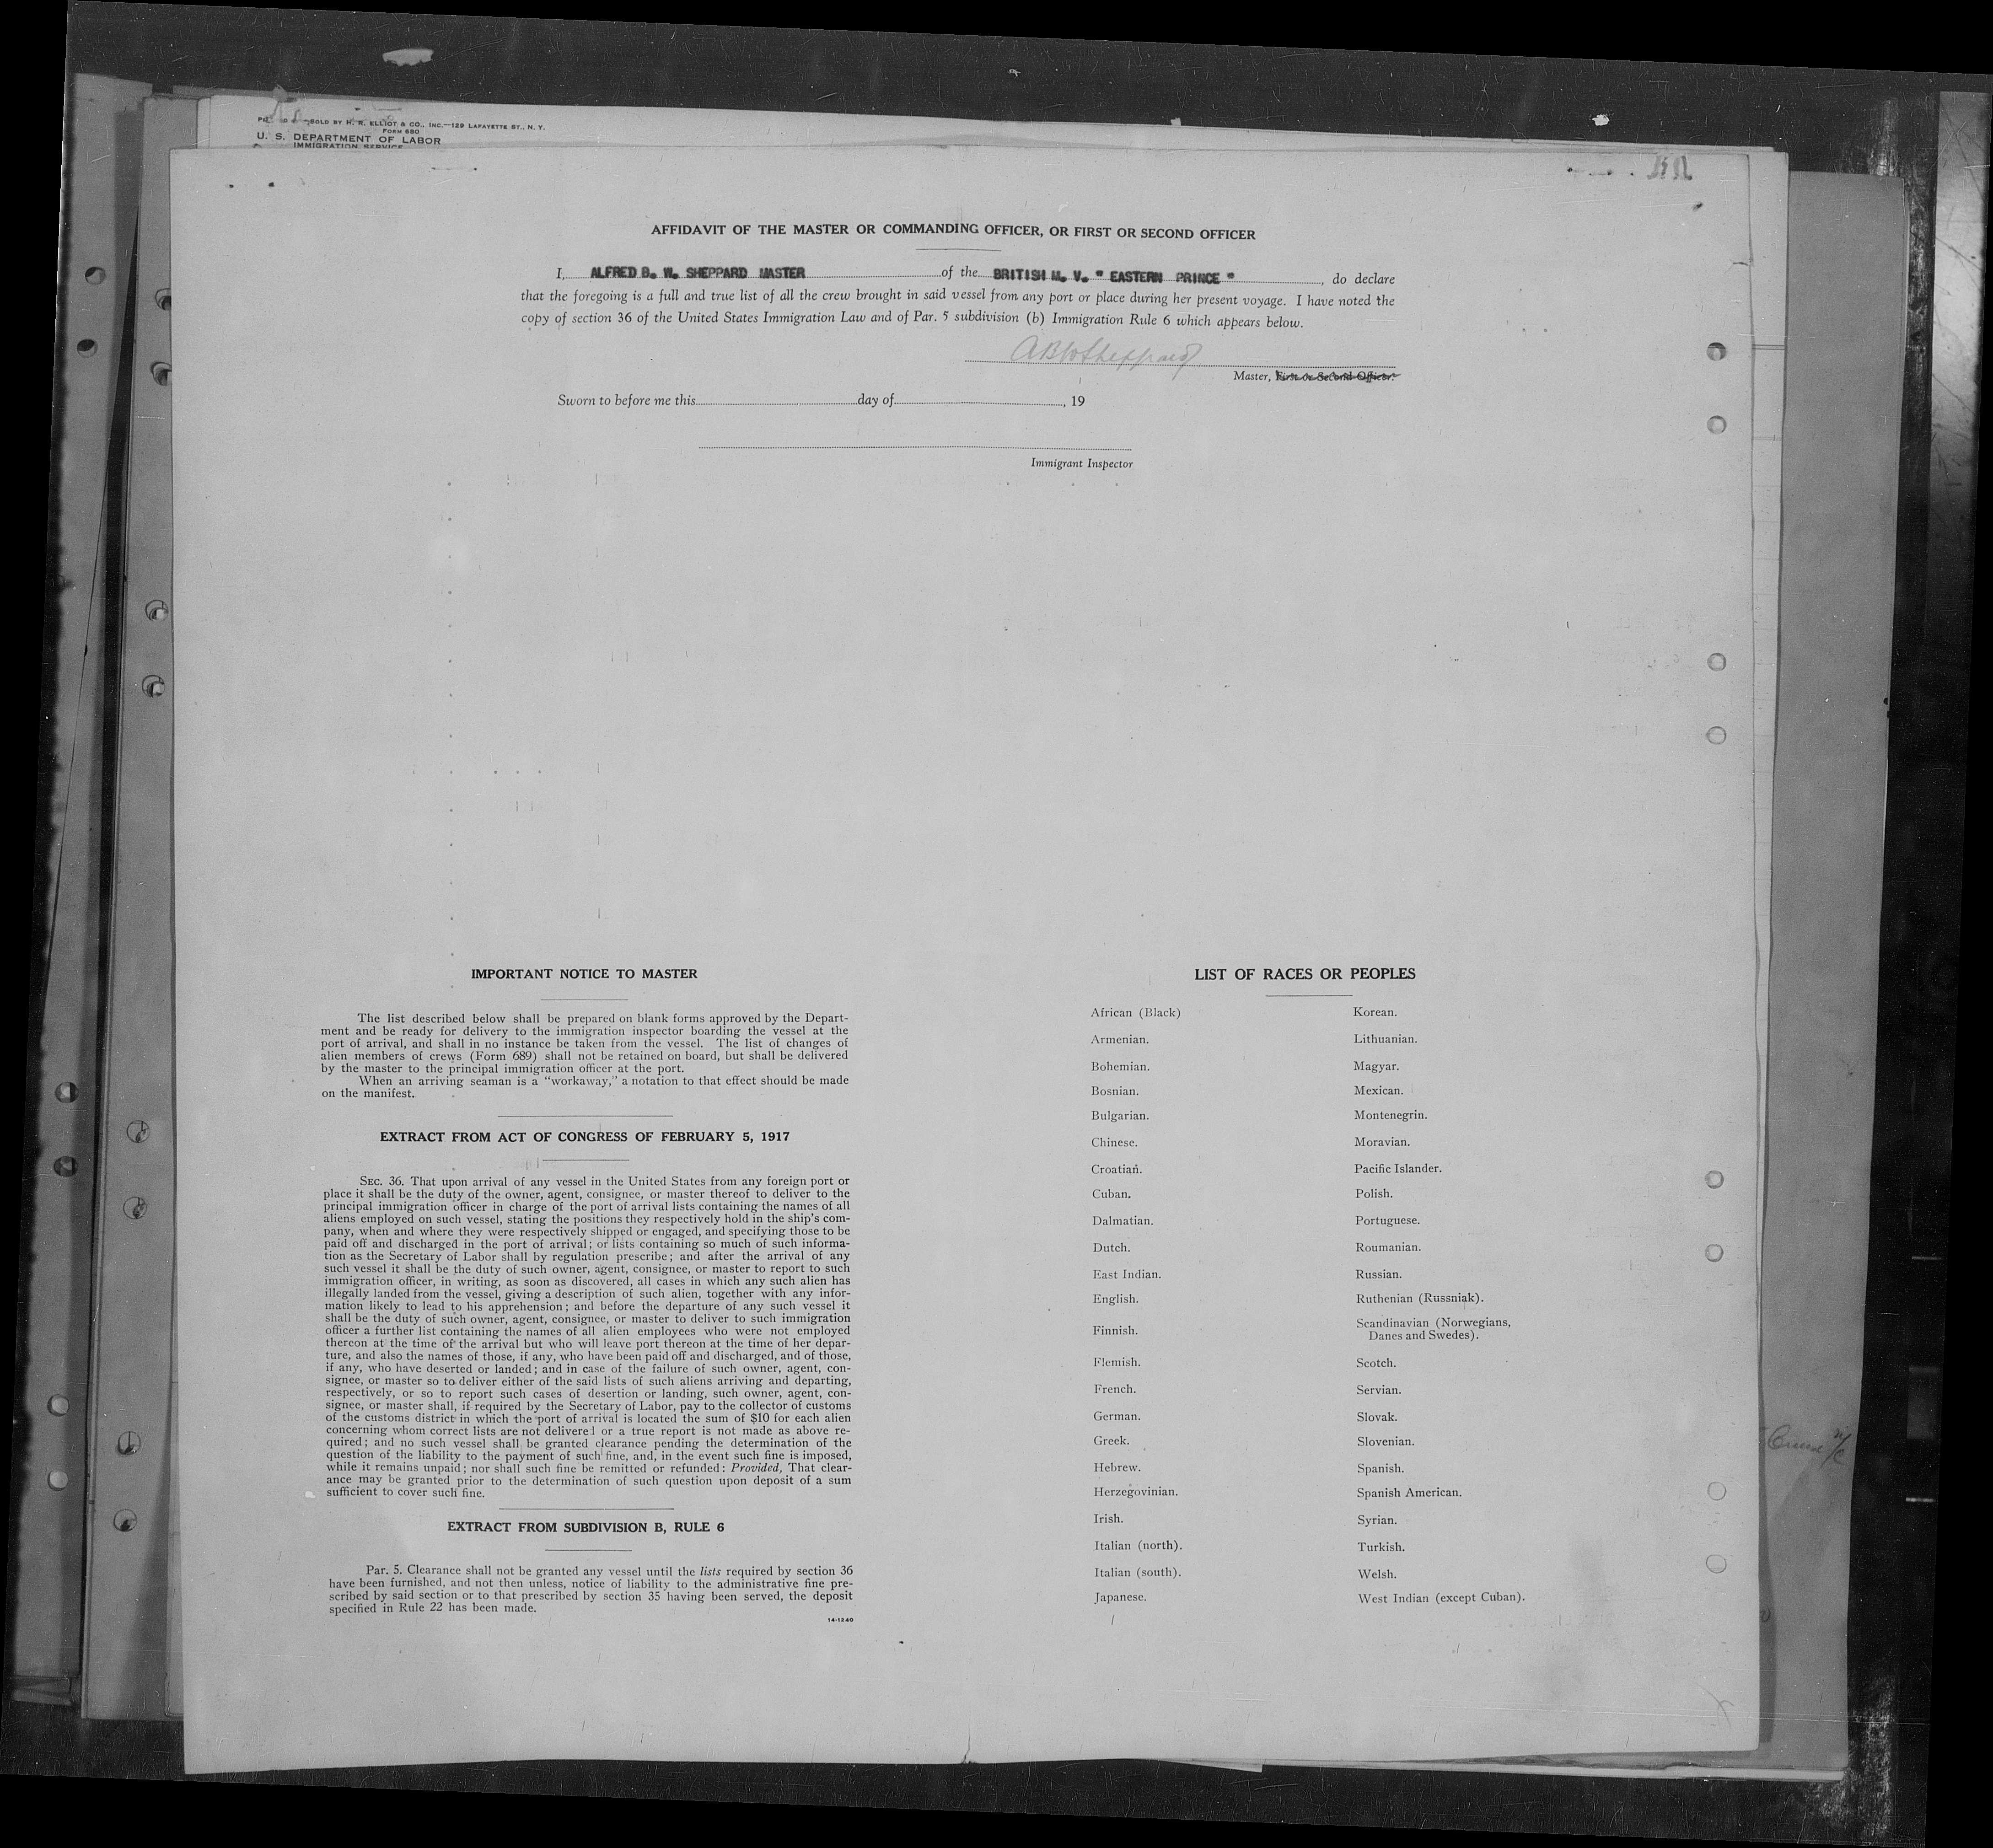 SOLD BY H. R. ELLIOT & CO., INC.—129 LAFAYETTE ST., N. Y.
FORM 680
U. S. DEPARTMENT OF LABOR
IMMIGRATION SERVICE
AFFIDAVIT OF THE MASTER OR COMMANDING OFFICER, OR FIRST OR SECOND OFFICER
I, ALFRED B. W. SHEPPARD MASTER of the BRITISH M. V. " EASTERN PRINCE ", do declare
that the foregoing is a full and true list of all the crew brought in said vessel from any port or place during her present voyage. I have noted the
copy of section 36 of the United States Immigration Law and of Par. 5 subdivision (b) Immigration Rule 6 which appears below.
ABWSheppard
Master, First or Second Officer.
Sworn to before me this day of , 19
Immigrant Inspector
IMPORTANT NOTICE TO MASTER
The list described below shall be prepared on blank forms approved by the Depart-
ment and be ready for delivery to the immigration inspector boarding the vessel at the
port of arrival, and shall in no instance be taken from the vessel. The list of changes of
alien members of crews (Form 689) shall not be retained on board, but shall be delivered
by the master to the principal immigration officer at the port.
When an arriving seaman is a "workaway," a notation to that effect should be made
on the manifest.
EXTRACT FROM ACT OF CONGRESS OF FEBRUARY 5, 1917
SEC. 36. That upon arrival of any vessel in the United States from any foreign port or
place it shall be the duty of the owner, agent, consignee, or master thereof to deliver to the
principal immigration officer in charge of the port of arrival lists containing the names of all
aliens employed on such vessel, stating the positions they respectively hold in the ship's com-
pany, when and where they were respectively shipped or engaged, and specifying those to be
paid off and discharged in the port of arrival; or lists containing so much of such informa-
tion as the Secretary of Labor shall by regulation prescribe; and after the arrival of any
such vessel it shall be the duty of such owner, agent, consignee, or master to report to such
immigration officer, in writing, as soon as discovered, all cases in which any such alien has
illegally landed from the vessel, giving a description of such alien, together with any infor-
mation likely to lead to his apprehension; and before the departure of any such vessel it
shall be the duty of such owner, agent, consignee, or master to deliver to such immigration
officer a further list containing the names of all alien employees who were not employed
thereon at the time of the arrival but who will leave port thereon at the time of her depar-
ture, and also the names of those, if any, who have been paid off and discharged, and of those,
if any, who have deserted or landed; and in case of the failure of such owner, agent, con-
signee, or master so to deliver either of the said lists of such aliens arriving and departing,
respectively, or so to report such cases of desertion or landing, such owner, agent, con-
signee, or master shall, if required by the Secretary of Labor, pay to the collector of customs
of the customs district in which the port of arrival is located the sum of $10 for each alien
concerning whom correct lists are not delivered or a true report is not made as above re-
quired; and no such vessel shall be granted clearance pending the determination of the
question of the liability to the payment of such fine, and, in the event such fine is imposed,
while it remains unpaid; nor shall such fine be remitted or refunded: Provided, That clear-
ance may be granted prior to the determination of such question upon deposit of a sum
sufficient to cover such fine.
EXTRACT FROM SUBDIVISION B, RULE 6
Par. 5. Clearance shall not be granted any vessel until the lists required by section 36
have been furnished, and not then unless, notice of liability to the administrative fine pre-
scribed by said section or to that prescribed by section 35 having been served, the deposit
specified in Rule 22 has been made.
14-1240
LIST OF RACES OR PEOPLES
African (Black)
Armenian.
Bohemian.
Bosnian.
Bulgarian.
Chinese.
Croatian.
Cuban.
Dalmatian.
Dutch.
East Indian.
English.
Finnish.
Flemish.
French.
German.
Greek.
Hebrew.
Herzegovinian.
Irish.
Italian (north).
Italian (south).
Japanese.
Korean.
Lithuanian.
Magyar.
Mexican.
Montenegrin.
Moravian.
Pacific Islander.
Polish.
Portuguese.
Roumanian.
Russian.
Ruthenian (Russniak).
Scandinavian (Norwegians,
Danes and Swedes).
Scotch.
Servian.
Slovak.
Slovenian.
Spanish.
Spanish American.
Syrian.
Turkish.
Welsh.
West Indian (except Cuban).